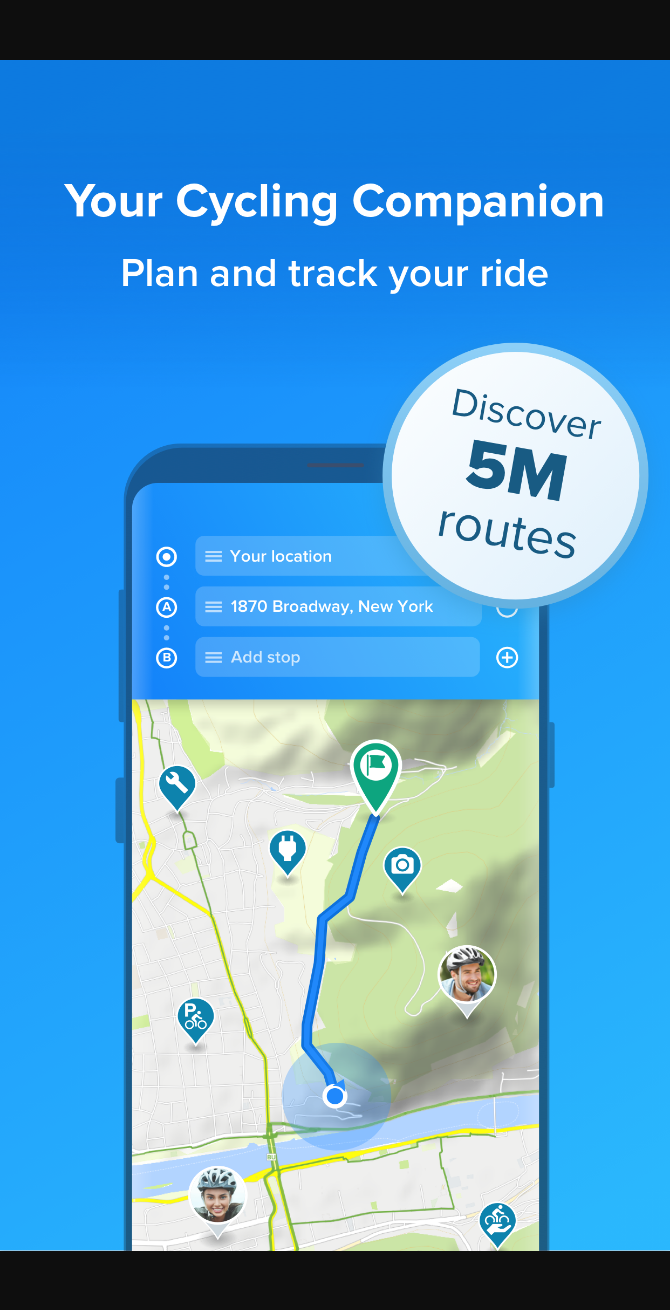 Your Cycling Companion
Plan and track your ride
Discover
5M
routes
Your location
A
1870 Broadway, New York
B
Add stop
P